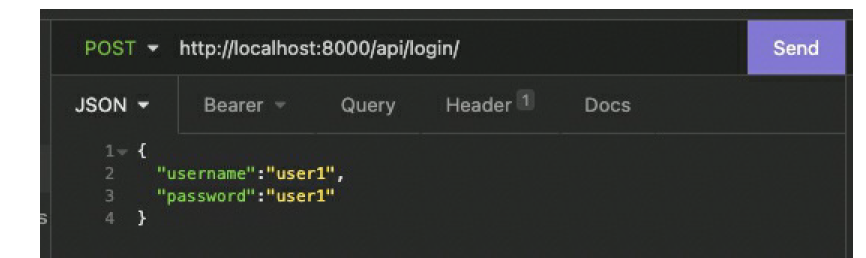 POST http://localhost:8000/api/login/ Send
JSON Bearer Query Header 1 Docs
1 {
2 "username":"user1",
3 "password":"user1"
s
4 }